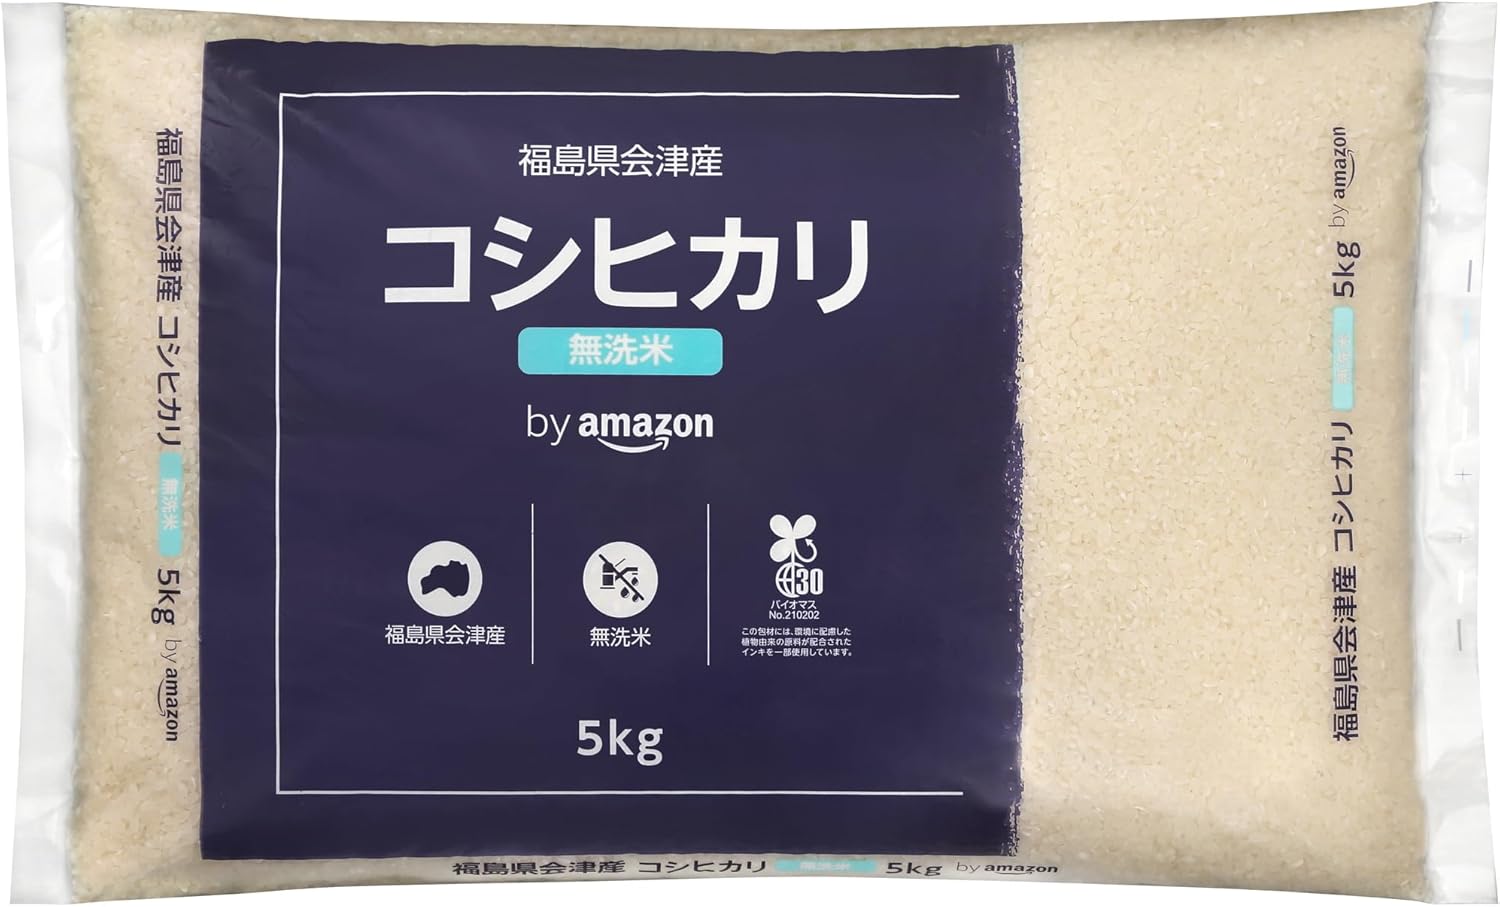 福島県会津産
コシヒカリ
無洗米
by amazon
福島県会津産
無洗米
30
バイオマス
No.210202
この包材には、環境に配慮した
植物由来の原料が配合された
インキを一部使用しています。
5kg
福島県会津産 コシヒカリ 無洗米 5kg by amazon
福島県会津産 コシヒカリ 無洗米 5kg by amazon
福島県会津産 コシヒカリ 無洗米 5kg by amazon